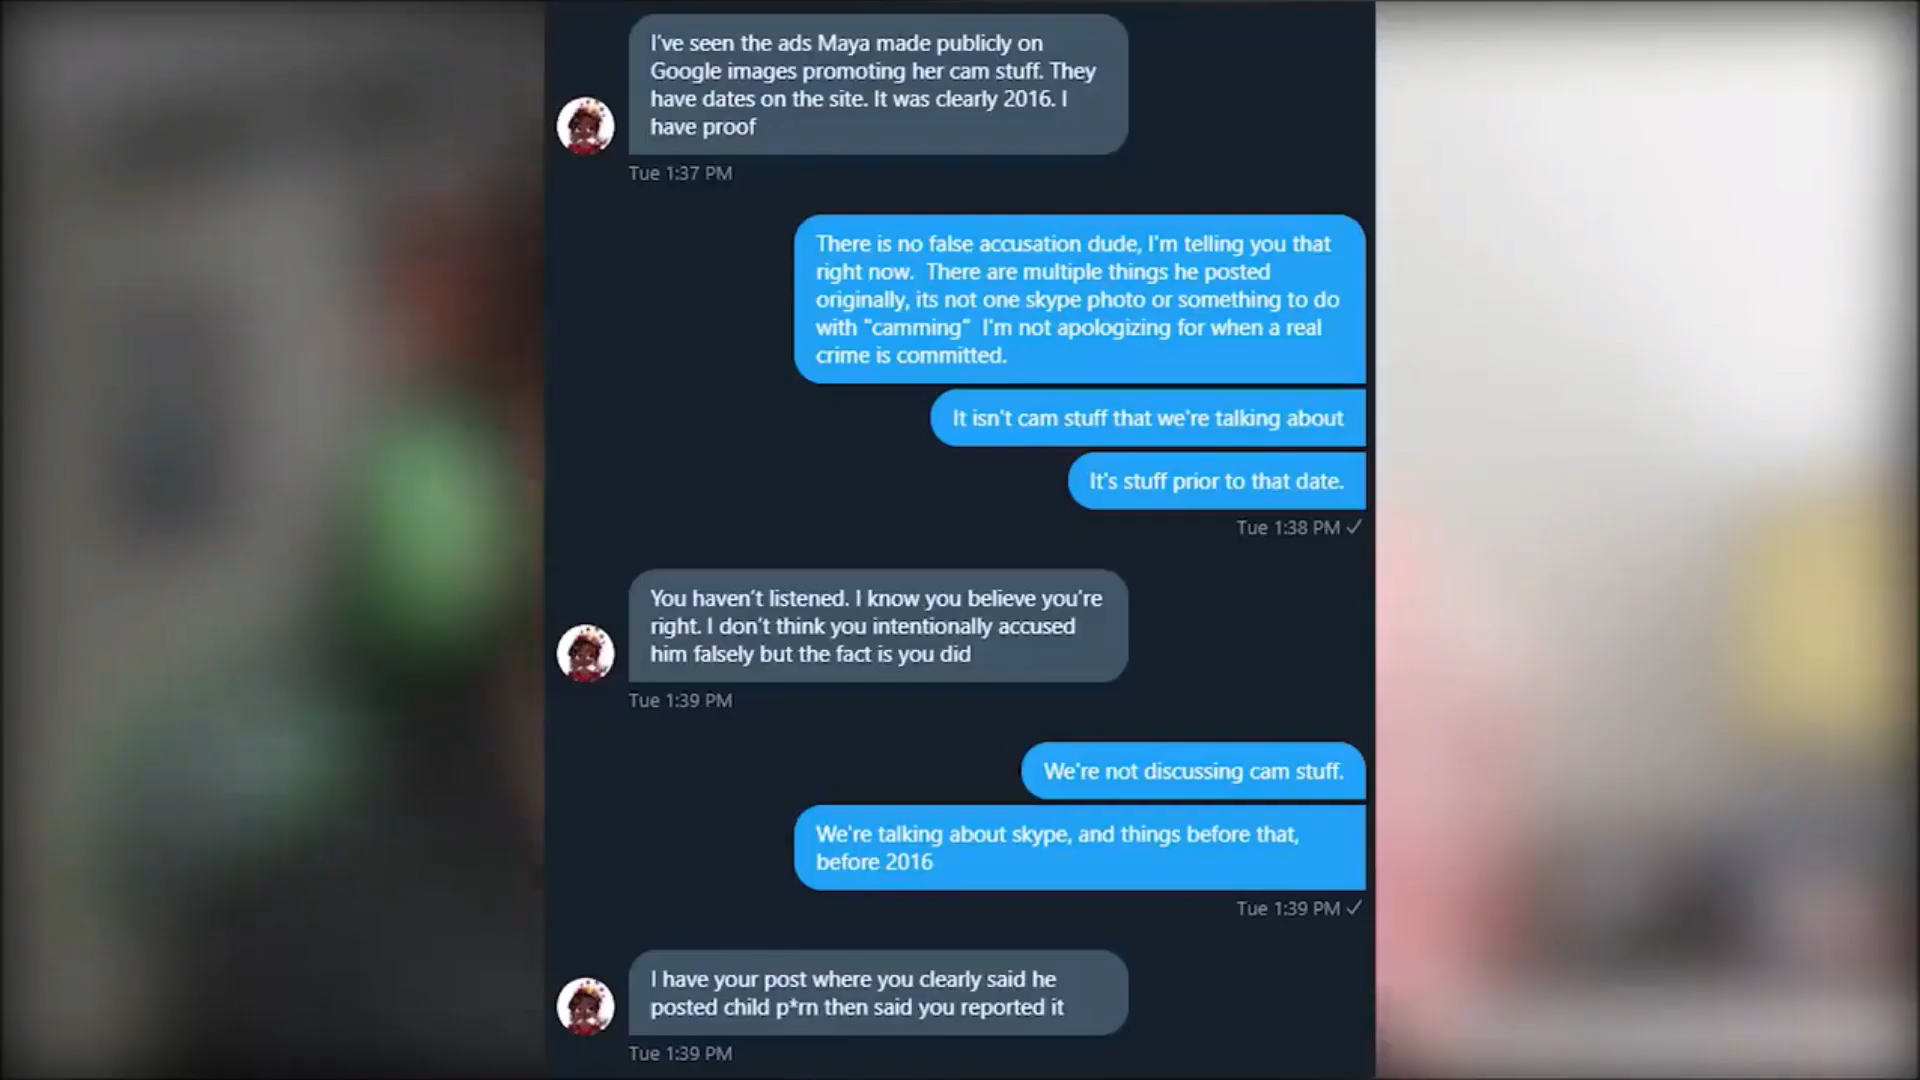 I've seen the ads Maya made publicly on
Google images promoting her cam stuff. They
have dates on the site. It was clearly 2016. I
have proof
Tue 1:37 PM
There is no false accusation dude, I'm telling you that
right now.  There are multiple things he posted
originally, its not one skype photo or something to do
with "camming"  I'm not apologizing for when a real
crime is committed.
It isn't cam stuff that we're talking about
It's stuff prior to that date.
Tue 1:38 PM ✓
You haven't listened. I know you believe you're
right. I don't think you intentionally accused
him falsely but the fact is you did
Tue 1:39 PM
We're not discussing cam stuff.
We're talking about skype, and things before that,
before 2016
Tue 1:39 PM ✓
I have your post where you clearly said he
posted child p*rn then said you reported it
Tue 1:39 PM